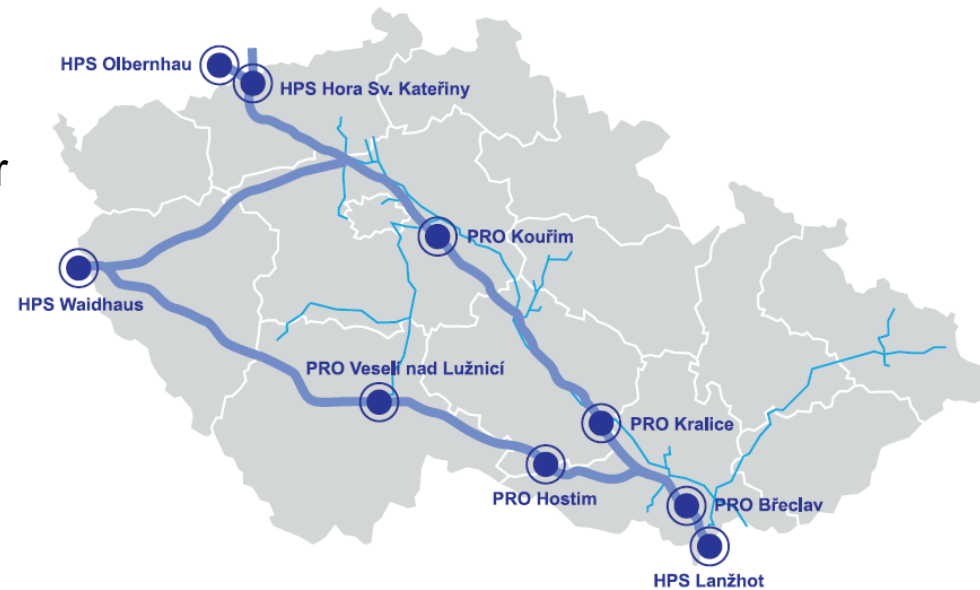 HPS Olbernhau
HPS Hora Sv. Kateřiny
r
PRO Kouřim
HPS Waidhaus
PRO Veselí nad Lužnicí
PRO Kralice
PRO Hostim
PRO Břeclav
HPS Lanžhot